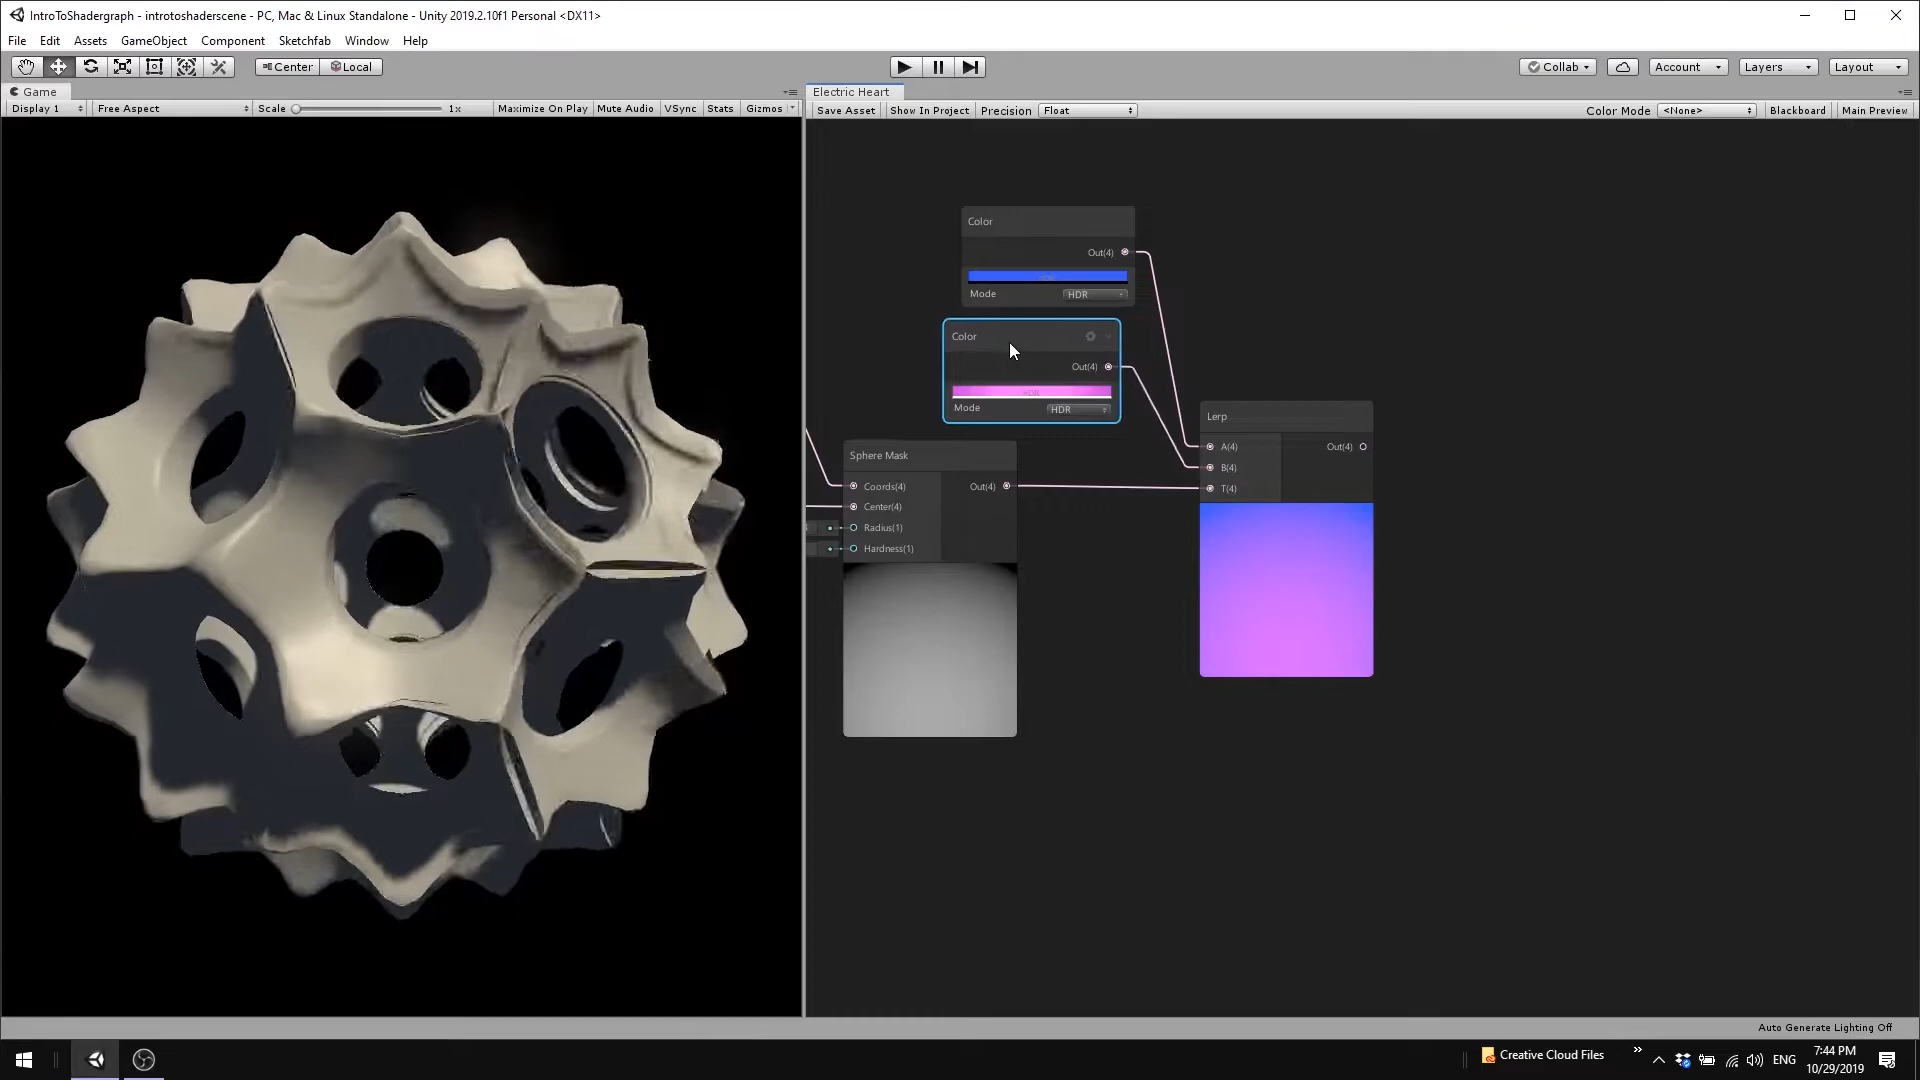 IntroToShadergraph - introtoshaderscene - PC, Mac & Linux Standalone - Unity 2019.2.10f1 Personal <DX11>
File Edit Assets GameObject Component Sketchfab Window Help
Center Local Collab Account Layers Layout
Game Electric Heart
Display 1 Free Aspect Scale 1x Maximize On Play Mute Audio VSync Stats Gizmos Save Asset Show In Project Precision Float Color Mode <None> Blackboard Main Preview
Color
Out(4)
HDR
Mode HDR
Color
Out(4)
HDR
Mode HDR
Lerp
A(4) Out(4)
B(4)
T(4)
Sphere Mask
Coords(4) Out(4)
Center(4)
Radius(1)
Hardness(1)
Auto Generate Lighting Off
Creative Cloud Files » ENG 7:44 PM
10/29/2019